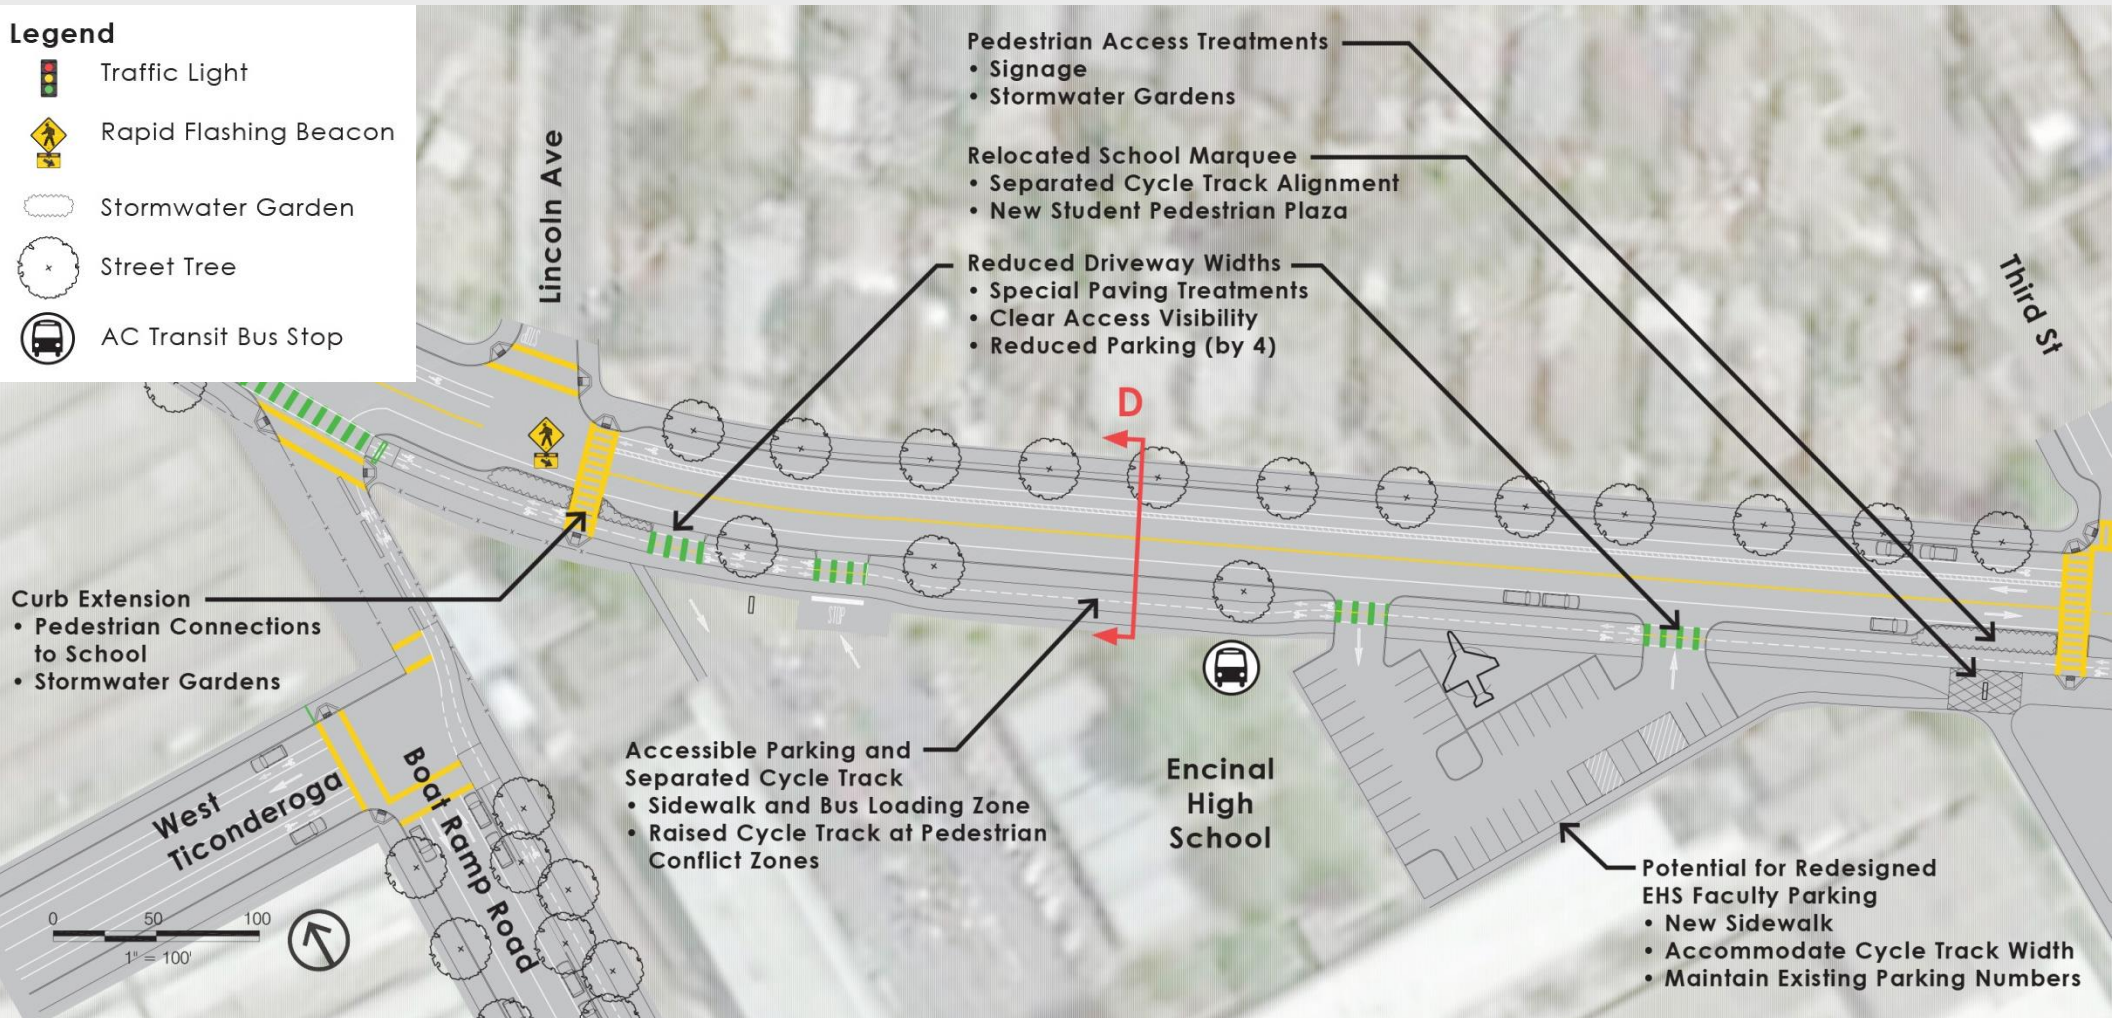 Legend
Traffic Light
Rapid Flashing Beacon
Stormwater Garden
Street Tree
AC Transit Bus Stop
Lincoln Ave
Pedestrian Access Treatments
• Signage
• Stormwater Gardens
Relocated School Marquee
• Separated Cycle Track Alignment
• New Student Pedestrian Plaza
Reduced Driveway Widths
• Special Paving Treatments
• Clear Access Visibility
• Reduced Parking (by 4)
Third St
D
BUS
STOP
Curb Extension
• Pedestrian Connections
to School
• Stormwater Gardens
Accessible Parking and
Separated Cycle Track
• Sidewalk and Bus Loading Zone
• Raised Cycle Track at Pedestrian
Conflict Zones
Encinal
High
School
Potential for Redesigned
EHS Faculty Parking
• New Sidewalk
• Accommodate Cycle Track Width
• Maintain Existing Parking Numbers
West
Ticonderoga
Boat Ramp Road
0 50 100
1" = 100'